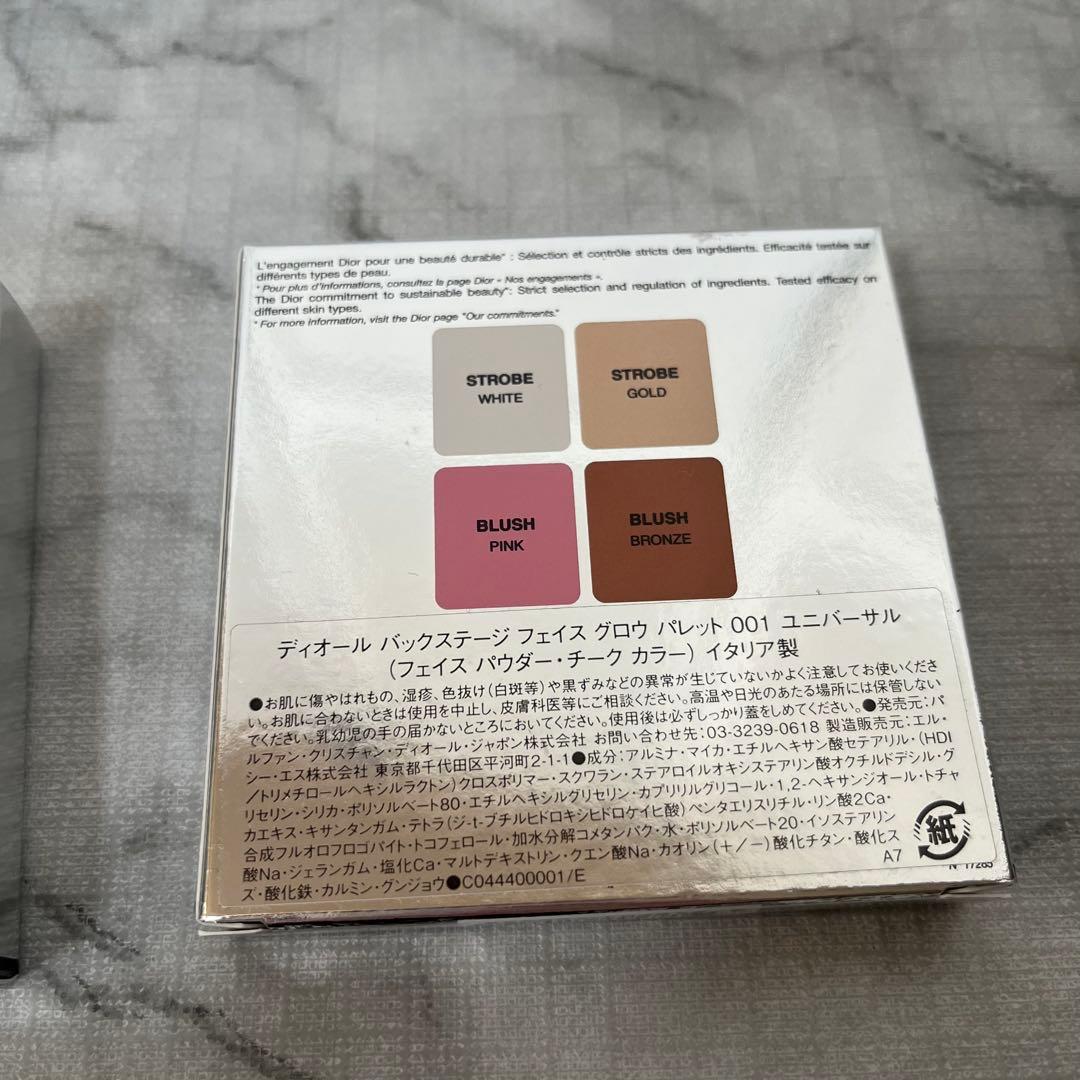 L'engagement Dior pour une beauté durable* : Sélection et contrôle stricts des ingrédients. Efficacité testée sur
différents types de peau.
* Pour plus d'informations, consultez la page Dior « Nos engagements ».
The Dior commitment to sustainable beauty*: Strict selection and regulation of ingredients. Tested efficacy on
different skin types.
* For more information, visit the Dior page "Our commitments."
STROBE
WHITE
STROBE
GOLD
BLUSH
PINK
BLUSH
BRONZE
ディオール バックステージ フェイス グロウ パレット 001 ユニバーサル
(フェイス パウダー・チーク カラー) イタリア製
●お肌に傷やはれもの、湿疹、色抜け(白斑等)や黒ずみなどの異常が生じていないかよく注意してお使いくださ
い。お肌に合わないときは使用を中止し、皮膚科医等にご相談ください。高温や日光のあたる場所には保管しない
でください。乳幼児の手の届かないところにおいてください。使用後は必ずしっかり蓋をしめてください。●発売元:パ
ルファン・クリスチャン・ディオール・ジャポン株式会社 お問い合わせ先:03-3239-0618 製造販売元:エル・
シー・エス株式会社 東京都千代田区平河町2-1-1●成分:アルミナ・マイカ・エチルヘキサン酸セテアリル・(HDI
/トリメチロールヘキシルラクトン)クロスポリマー・スクワラン・ステアロイルオキシステアリン酸オクチルドデシル・グ
リセリン・シリカ・ポリソルベート80・エチルヘキシルグリセリン・カプリリルグリコール・1,2-ヘキサンジオール・トチャ
カエキス・キサンタンガム・テトラ(ジ-t-ブチルヒドロキシヒドロケイヒ酸)ペンタエリスリチル・リン酸2Ca・
合成フルオロフロゴパイト・トコフェロール・加水分解コメタンパク・水・ポリソルベート20・イソステアリン
酸Na・ジェランガム・塩化Ca・マルトデキストリン・クエン酸Na・カオリン(+/-)酸化チタン・酸化ス
ズ・酸化鉄・カルミン・グンジョウ●C044400001/E
A7
紙
N°17285